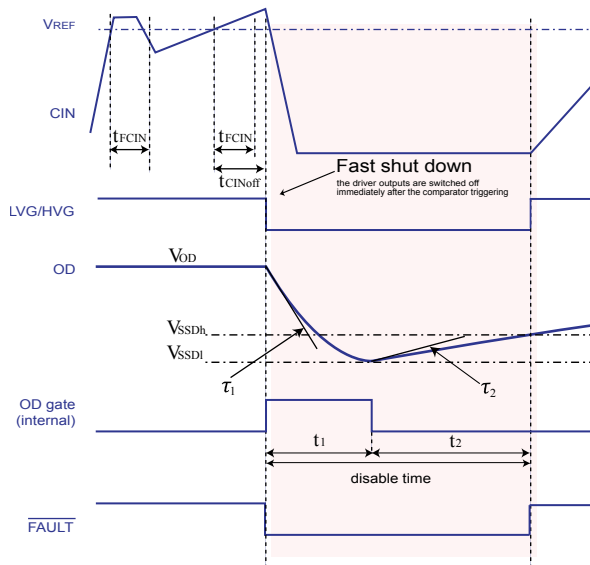 VREF
CIN
tFCIN
tFCIN
tCINoff
Fast shut down
the driver outputs are switched off
immediately after the comparator triggering
LVG/HVG
VOD
OD
VSSDh
VSSDl
τ1
τ2
OD gate
(internal)
t1
t2
disable time
FAULT